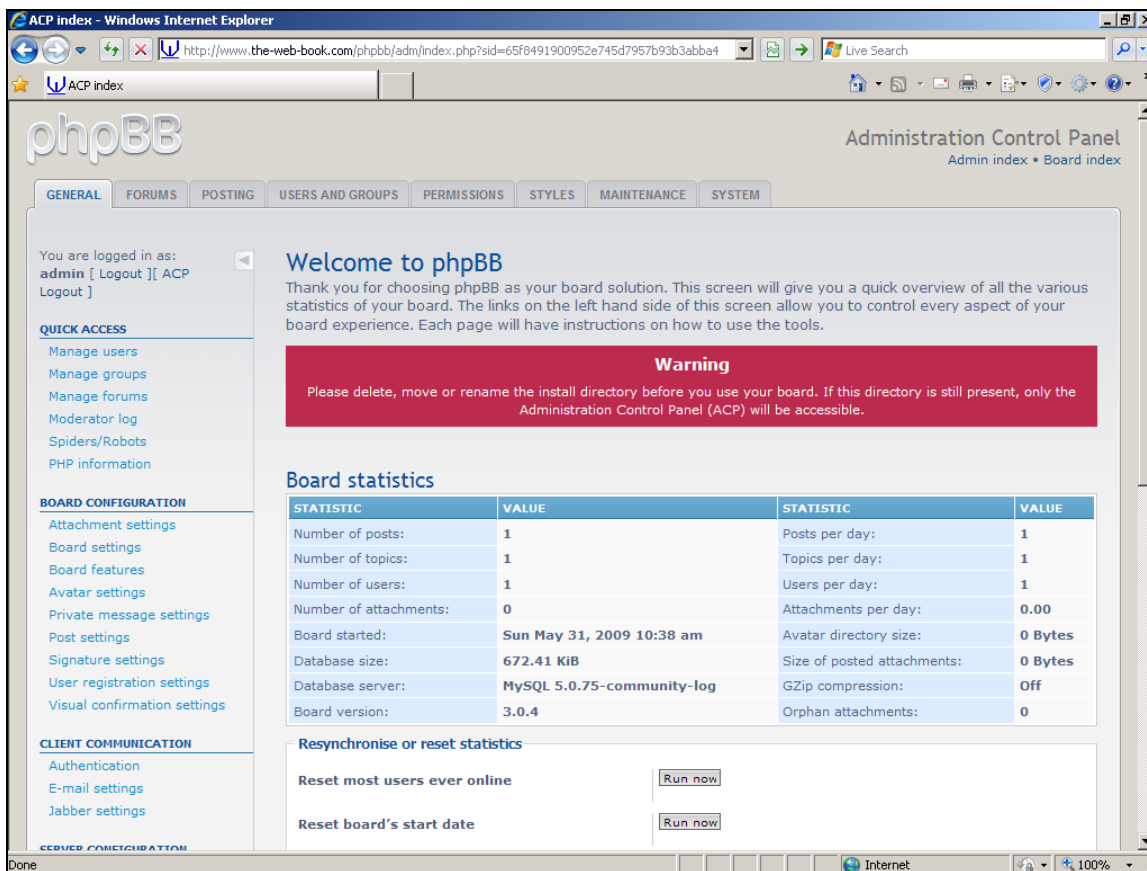 ACP index - Windows Internet Explorer
http://www.the-web-book.com/phpbb/adm/index.php?sid=65f8491900952e745d7957b93b3abba4
Live Search
ACP index
phpBB
Administration Control Panel
Admin index • Board index
GENERAL FORUMS POSTING USERS AND GROUPS PERMISSIONS STYLES MAINTENANCE SYSTEM
You are logged in as:
admin [ Logout ][ ACP
Logout ]
QUICK ACCESS
Manage users
Manage groups
Manage forums
Moderator log
Spiders/Robots
PHP information
BOARD CONFIGURATION
Attachment settings
Board settings
Board features
Avatar settings
Private message settings
Post settings
Signature settings
User registration settings
Visual confirmation settings
CLIENT COMMUNICATION
Authentication
E-mail settings
Jabber settings
SERVER CONFIGURATION
Welcome to phpBB
Thank you for choosing phpBB as your board solution. This screen will give you a quick overview of all the various
statistics of your board. The links on the left hand side of this screen allow you to control every aspect of your
board experience. Each page will have instructions on how to use the tools.
Warning
Please delete, move or rename the install directory before you use your board. If this directory is still present, only the
Administration Control Panel (ACP) will be accessible.
Board statistics
STATISTIC VALUE STATISTIC VALUE
Number of posts: 1 Posts per day: 1
Number of topics: 1 Topics per day: 1
Number of users: 1 Users per day: 1
Number of attachments: 0 Attachments per day: 0.00
Board started: Sun May 31, 2009 10:38 am Avatar directory size: 0 Bytes
Database size: 672.41 KiB Size of posted attachments: 0 Bytes
Database server: MySQL 5.0.75-community-log GZip compression: Off
Board version: 3.0.4 Orphan attachments: 0
Resynchronise or reset statistics
Reset most users ever online Run now
Reset board's start date Run now
Done Internet 100%